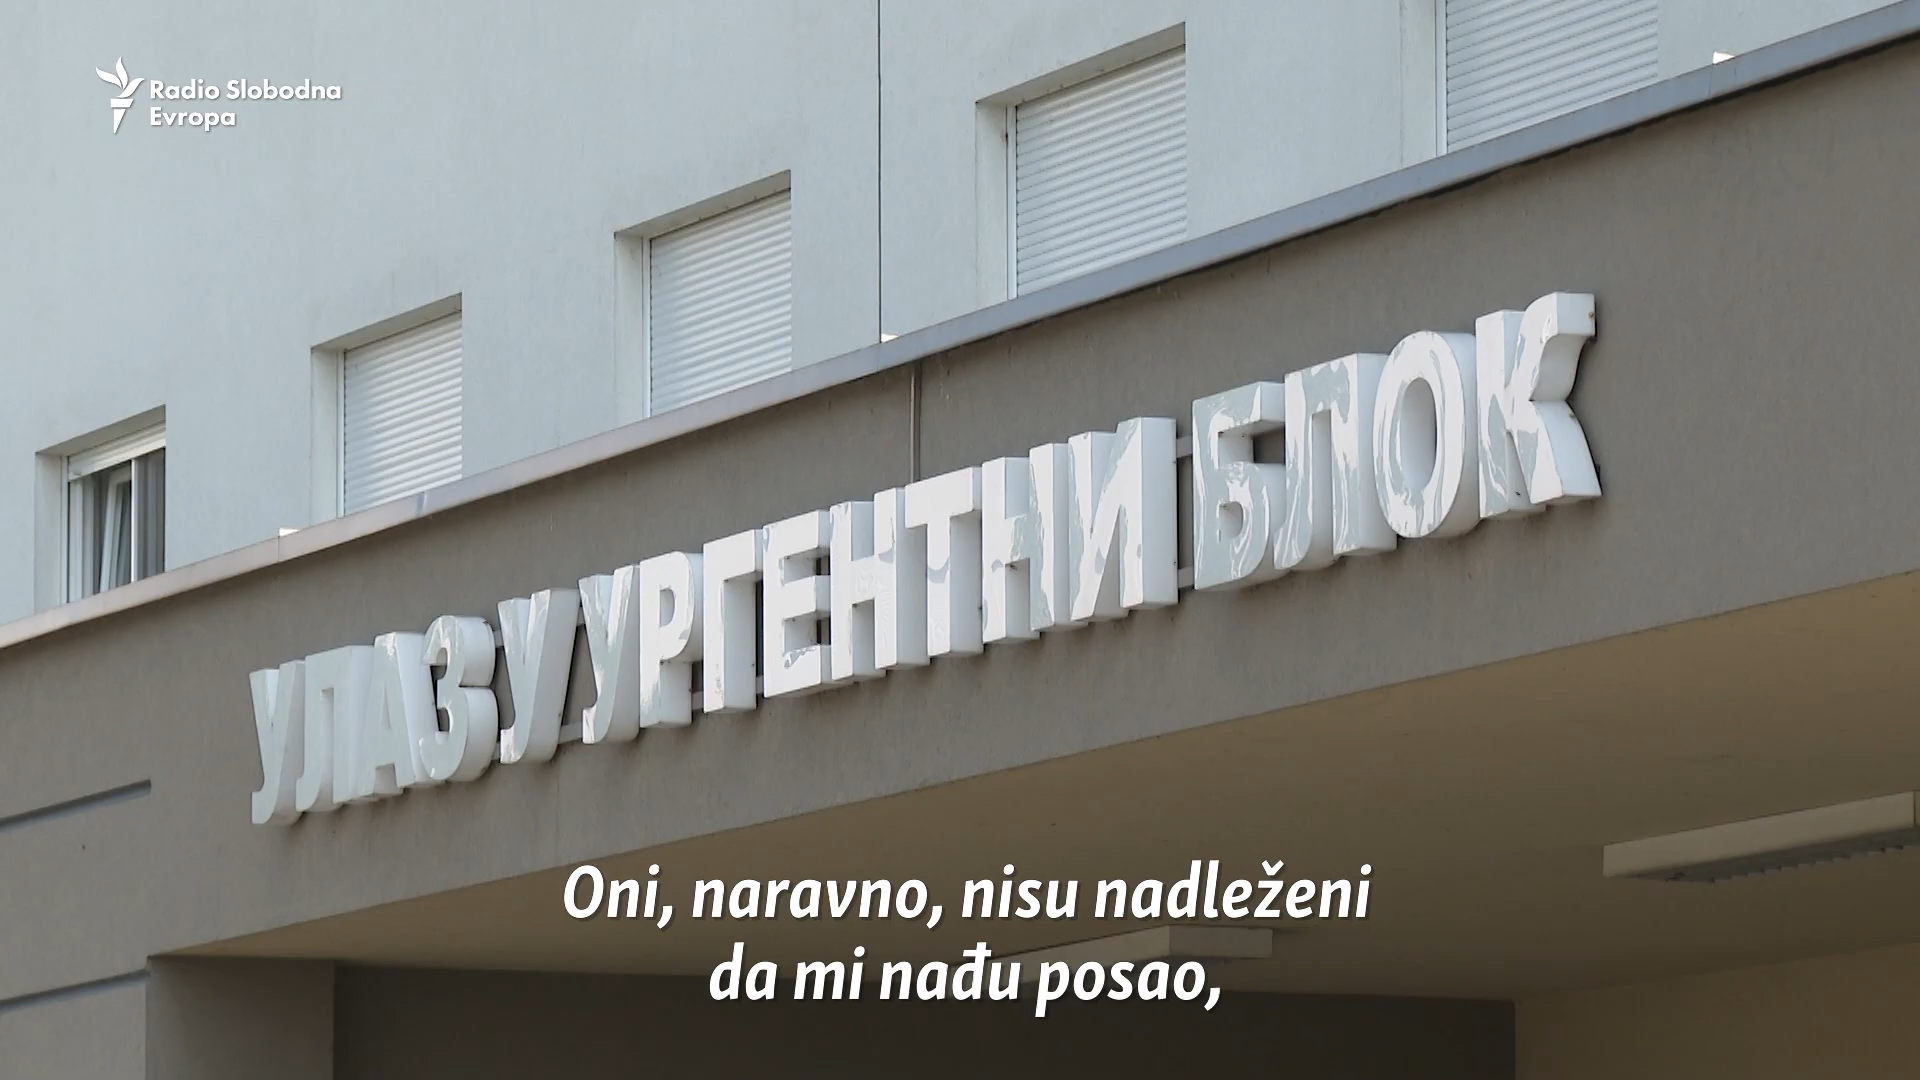 Radio Slobodna
Evropa
УЛАЗ У УРГЕНТНИ БЛОК
Oni, naravno, nisu nadleženi
da mi nađu posao,